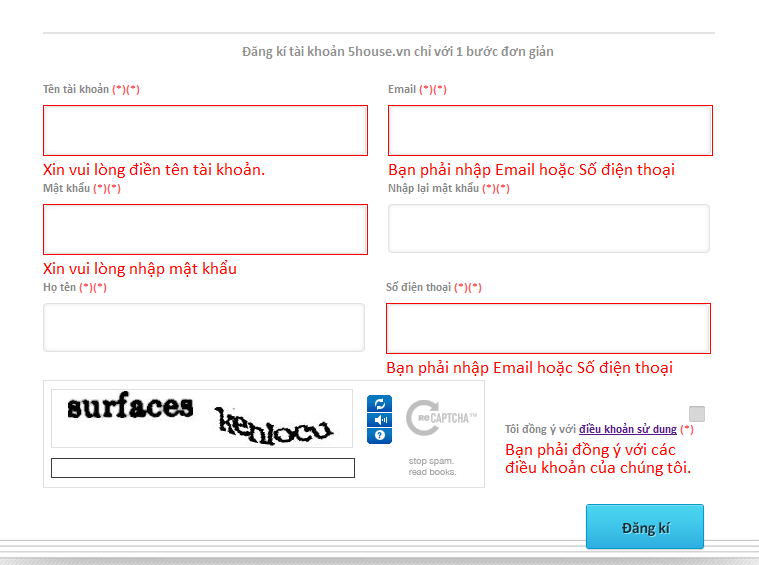 Đăng kí tài khoản 5house.vn chỉ với 1 bước đơn giản
Tên tài khoản (*)(*)
Email (*)(*)
Xin vui lòng điền tên tài khoản.
Bạn phải nhập Email hoặc Số điện thoại
Mật khẩu (*)(*)
Nhập lại mật khẩu (*)(*)
Xin vui lòng nhập mật khẩu
Họ tên (*)(*)
Số điện thoại (*)(*)
Bạn phải nhập Email hoặc Số điện thoại
surfaces kenlocu
reCAPTCHA™
stop spam.
read books.
Tôi đồng ý với điều khoản sử dụng (*)
Bạn phải đồng ý với các
điều khoản của chúng tôi.
Đăng kí